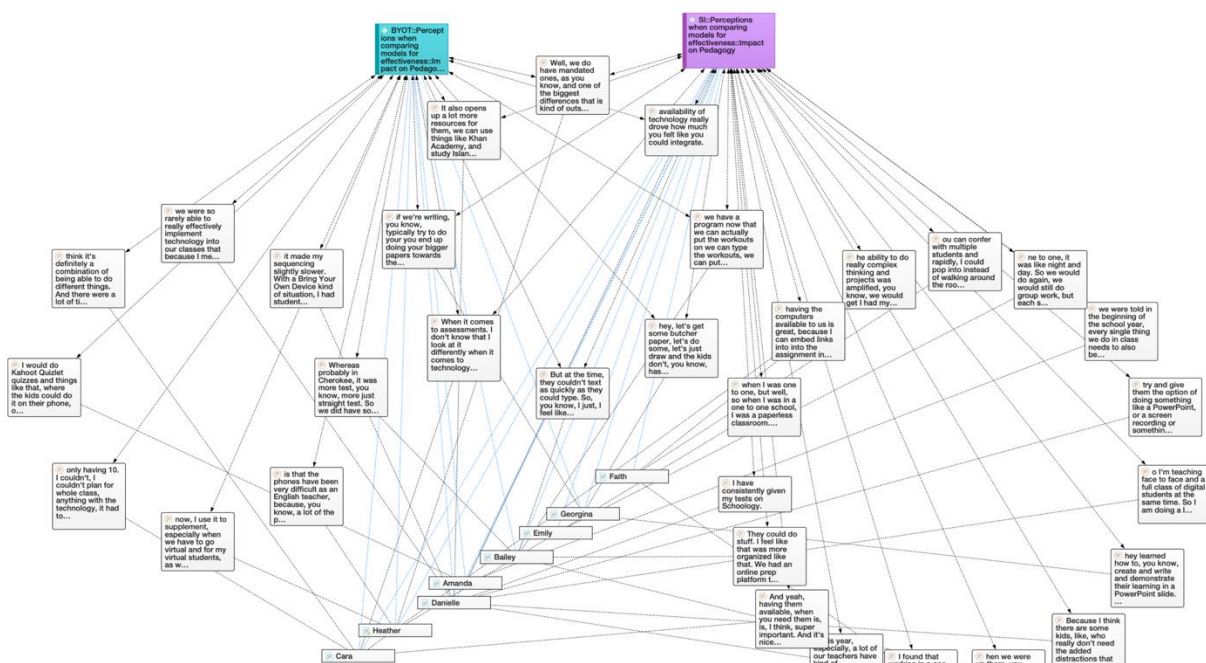 BYOT::Percept
ions when comparing
models for
effectiveness::Im
pact on Pedago...
SI::Perceptions
when comparing
models for
effectiveness::Impact
on Pedagogy
Well, we do
have mandated
ones, as you
know, and one of
the biggest
differences that is
kind of outs...
It also opens
up a lot more
resources for
them, we can use
things like Khan
Academy, and
study Islan...
availability of
technology really
drove how much
you felt like you
could integrate.
we were so
rarely able to
really effectively
implement
technology into
our classes that
because I me...
if we're writing,
you know,
typically try to do
your you end up
doing your bigger
papers towards
the...
we have a
program now that
we can actually
put the workouts
on we can type
the workouts, we
can put...
think it's
definitely a
combination of
being able to do
different things.
And there were a
lot of ti...
it made my
sequencing
slightly slower.
With a Bring Your
Own Device kind
of situation, I had
student...
he ability to do
really complex
thinking and
projects was
amplified, you
know, we would
get I had my...
ou can confer
with multiple
students and
rapidly, I could
pop into instead
of walking around
the roo...
ne to one, it
was like night and
day. So we would
do again, we
would still do
group work, but
each s...
having the
computers
available to us is
great, because I
can embed links
into into the
assignment in...
we were told in
the beginning of
the school year,
every single thing
we do in class
needs to also
be...
When it comes
to assessments. I
don't know that I
look at it
differently when it
comes to
technology...
hey, let's get
some butcher
paper, let's do
some, let's just
draw and the kids
don't, you know,
has...
I would do
Kahoot Quizlet
quizzes and things
like that, where
the kids could do
it on their phone,
o...
Whereas
probably in
Cherokee, it was
more test, you
know, more just
straight test. So
we did have so...
But at the time,
they couldn't text
as quickly as they
could type. So,
you know, I just, I
feel like...
when I was one
to one, but well,
so when I was in a
one to one school,
I was a
paperless
classroom....
try and give
them the option of
doing something
like a PowerPoint,
or a screen
recording or
somethin...
only having 10.
I couldn't, I
couldn't plan for
whole class,
anything with the
technology, it had
to...
is that the
phones have been
very difficult as an
English teacher,
because, you
know, a lot of the
p...
Faith
I have
consistently given
my tests on
Schoology.
o I'm teaching
face to face and a
full class of digital
students at the
same time. So I
am doing a l...
now, I use it to
supplement,
especially when
we have to go
virtual and for my
virtual students,
as w...
Georgina
Emily
Bailey
They could do
stuff. I feel like
that was more
organized like
that. We had an
online prep
platform t...
hey learned
how to, you know,
create and write
and demonstrate
their learning in a
PowerPoint slide.
...
Amanda
Danielle
And yeah,
having them
available, when
you need them is,
is, I think, super
important. And it's
nice...
Heather
Because I think
there are some
kids, like, who
really don't need
the added
distractions that
is year,
especially, a lot of
our teachers have
Cara
I found that
hen we were